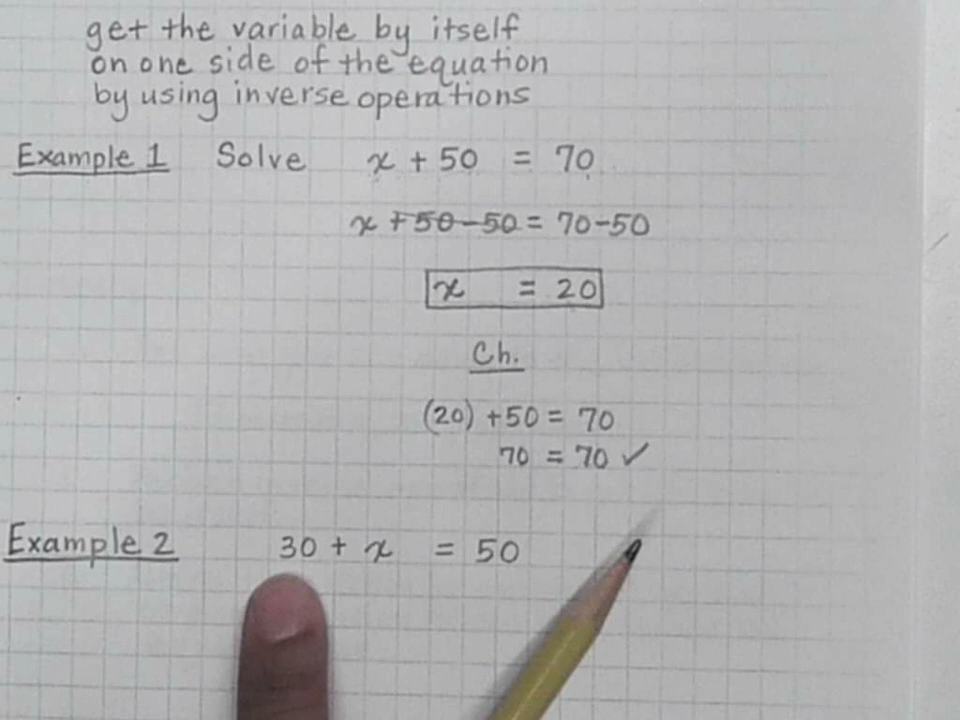 get the variable by itself
on one side of the equation
by using inverse operations
Example 1 Solve x + 50 = 70
x + 50 - 50 = 70 - 50
x = 20
Ch.
(20) + 50 = 70
70 = 70 ✓
Example 2 30 + x = 50